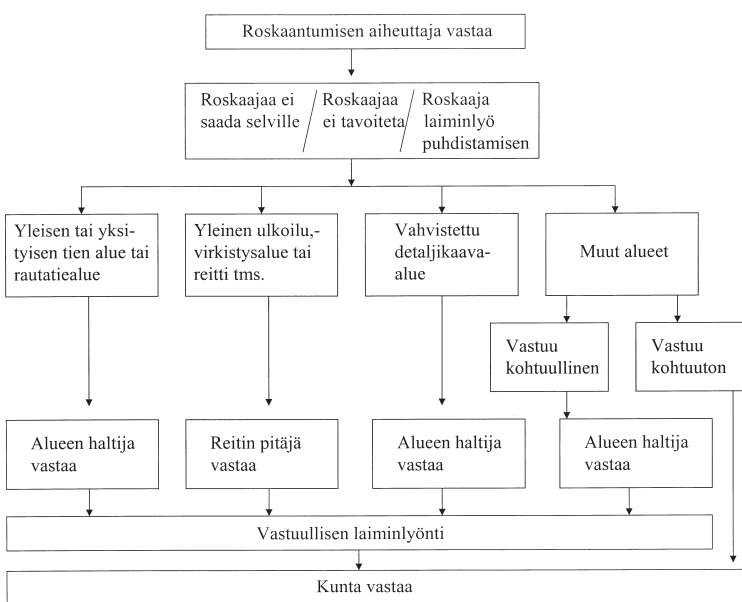 Roskaantumisen aiheuttaja vastaa
Roskaajaa ei
saada selville
Roskaajaa
ei tavoiteta
Roskaaja
laiminlyö
puhdistamisen
Yleisen tai yksi-
tyisen tien alue tai
rautatiealue
Yleinen ulkoilu,-
virkistysalue tai
reitti tms.
Vahvistettu
detaljikaava-
alue
Muut alueet
Vastuu
kohtuullinen
Vastuu
kohtuuton
Alueen haltija
vastaa
Reitin pitäjä
vastaa
Alueen haltija
vastaa
Alueen haltija
vastaa
Vastuullisen laiminlyönti
Kunta vastaa